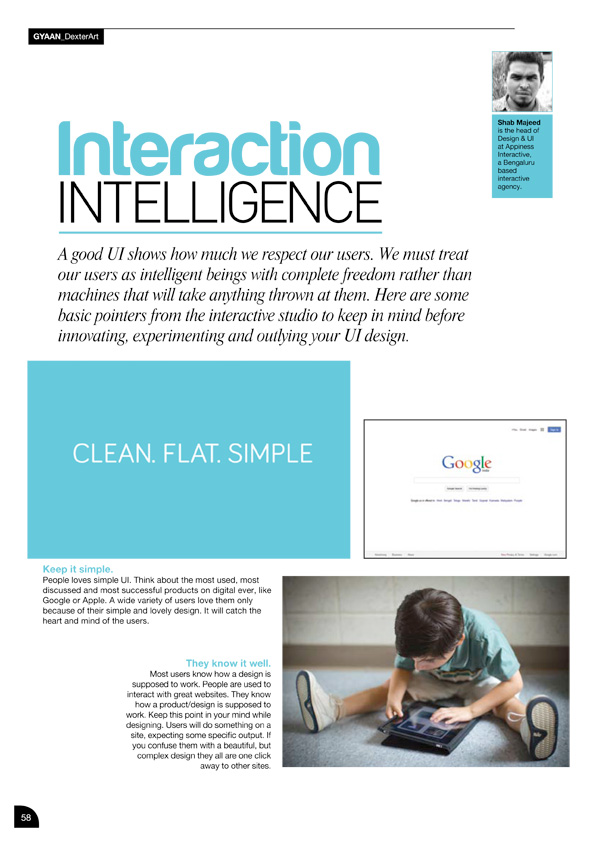 GYAAN_DexterArt
Shab Majeed
is the head of
Design & UI
at Appiness
Interactive,
a Bengaluru
based
interactive
agency.
Interaction
INTELLIGENCE
A good UI shows how much we respect our users. We must treat
our users as intelligent beings with complete freedom rather than
machines that will take anything thrown at them. Here are some
basic pointers from the interactive studio to keep in mind before
innovating, experimenting and outlying your UI design.
CLEAN. FLAT. SIMPLE
Google
Keep it simple.
People loves simple UI. Think about the most used, most
discussed and most successful products on digital ever, like
Google or Apple. A wide variety of users love them only
because of their simple and lovely design. It will catch the
heart and mind of the users.
They know it well.
Most users know how a design is
supposed to work. People are used to
interact with great websites. They know
how a product/design is supposed to
work. Keep this point in your mind while
designing. Users will do something on a
site, expecting some specific output. If
you confuse them with a beautiful, but
complex design they all are one click
away to other sites.
58